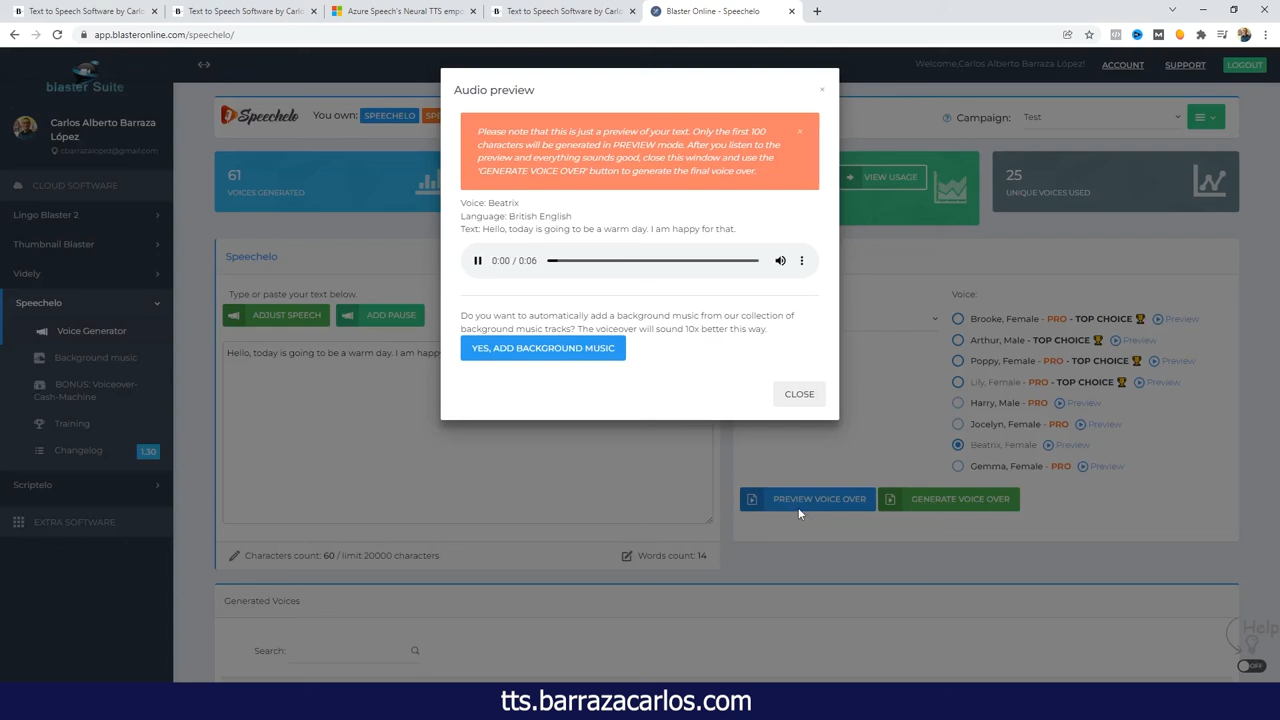 Text to Speech Software by Carlo
Text to Speech Software by Carlo
Azure Speech's Neural TTS empo
Text to Speech Software by Carlo
Blaster Online - Speechelo
app.blasteronline.com/speechelo/
blaster Suite
Welcome,Carlos Alberto Barraza López!
ACCOUNT
SUPPORT
LOGOUT
Carlos Alberto Barraza
López
cbarrazalopez@gmail.com
CLOUD SOFTWARE
Lingo Blaster 2
Thumbnail Blaster
Videly
Speechelo
Voice Generator
Background music
BONUS: Voiceover-
Cash-Machine
Training
Changelog
1.30
Scriptelo
EXTRA SOFTWARE
Speechelo
You own:
SPEECHELO
Campaign:
Test
61
VOICES GENERATED
VIEW USAGE
25
UNIQUE VOICES USED
Speechelo
Type or paste your text below.
ADJUST SPEECH
ADD PAUSE
Hello, today is going to be a warm day. I am happy
Characters count: 60 / limit 20000 characters
Words count: 14
Audio preview
×
Please note that this is just a preview of your text. Only the first 100
characters will be generated in PREVIEW mode. After you listen to the
preview and everything sounds good, close this window and use the
'GENERATE VOICE OVER' button to generate the final voice over.
×
Voice: Beatrix
Language: British English
Text: Hello, today is going to be a warm day. I am happy for that.
0:00 / 0:06
Do you want to automatically add a background music from our collection of
background music tracks? The voiceover will sound 10x better this way.
YES, ADD BACKGROUND MUSIC
CLOSE
Voice:
Brooke, Female - PRO - TOP CHOICE Preview
Arthur, Male - TOP CHOICE Preview
Poppy, Female - PRO - TOP CHOICE Preview
Lily, Female - PRO - TOP CHOICE Preview
Harry, Male - PRO Preview
Jocelyn, Female - PRO Preview
Beatrix, Female Preview
Gemma, Female - PRO Preview
PREVIEW VOICE OVER
GENERATE VOICE OVER
Generated Voices
Search:
Help
OFF
tts.barrazacarlos.com